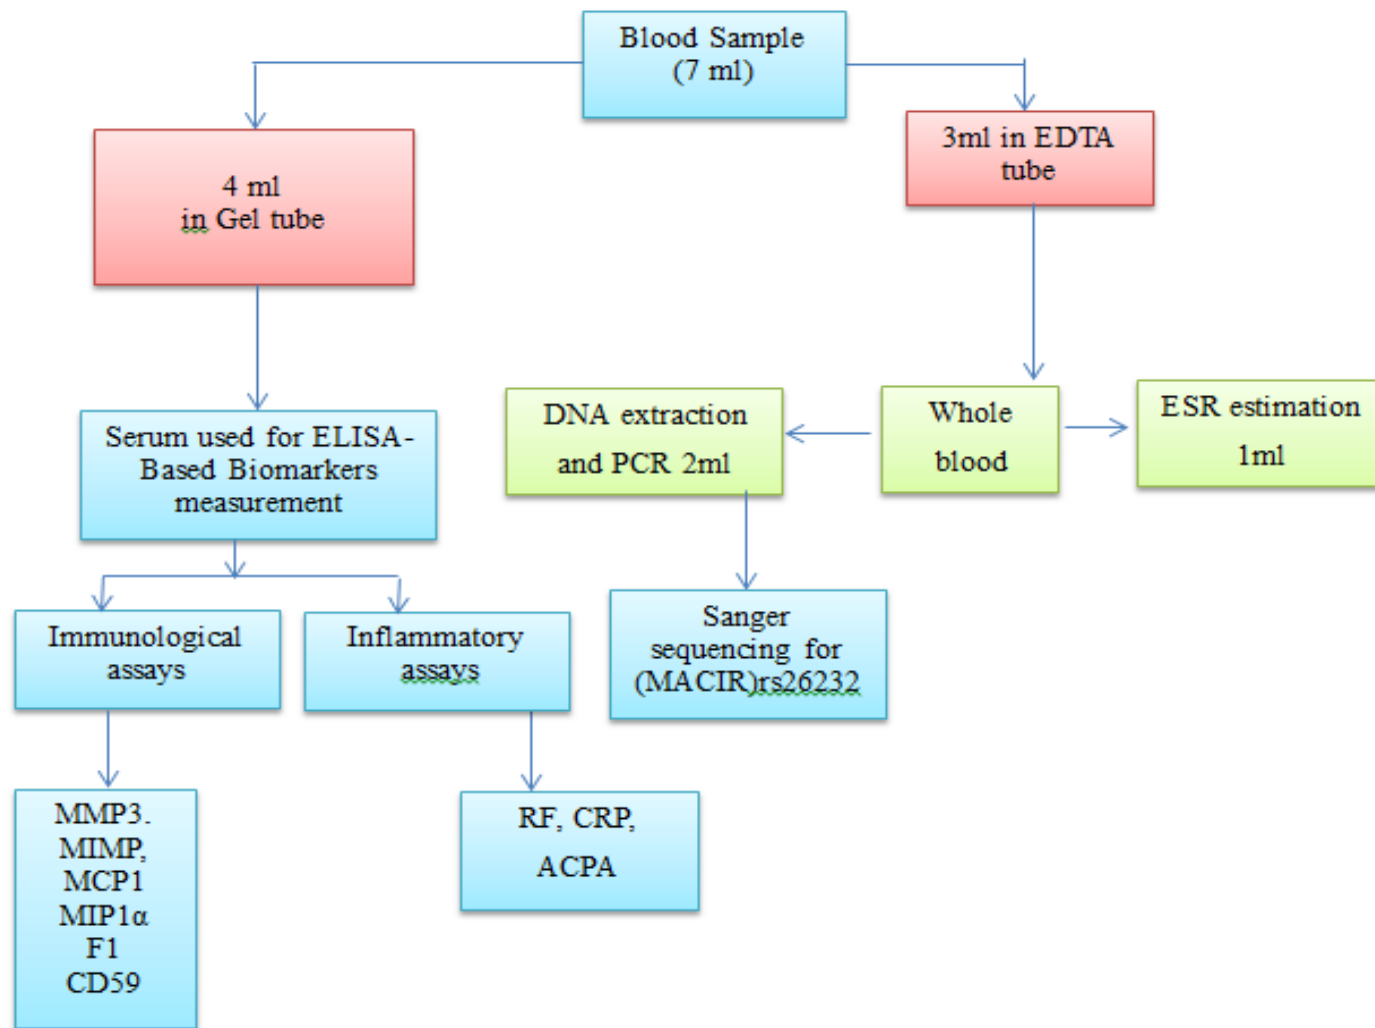 Blood Sample
(7 ml)
4 ml
in Gel tube
3ml in EDTA
tube
Serum used for ELISA-
Based Biomarkers
measurement
DNA extraction
and PCR 2ml
Whole
blood
ESR estimation
1ml
Immunological
assays
Inflammatory
assays
Sanger
sequencing for
(MACIR)rs26232
MMP3.
MIMP,
MCP1
MIP1α
F1
CD59
RF, CRP,
ACPA